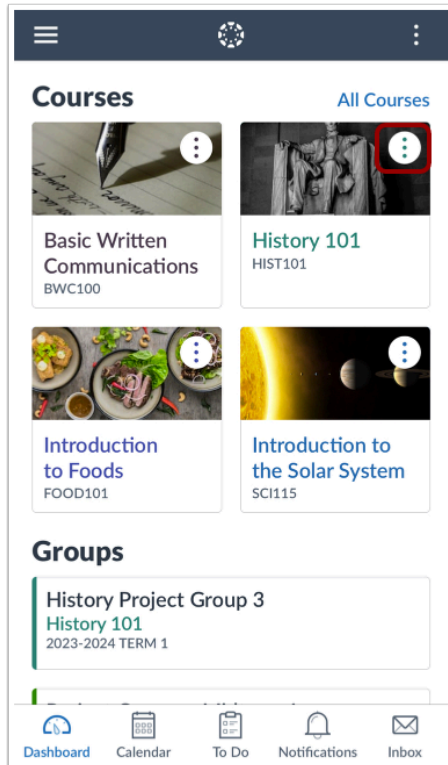 Courses
All Courses
Basic Written
Communications
BWC100
History 101
HIST101
Introduction
to Foods
FOOD101
Introduction to
the Solar System
SCI115
Groups
History Project Group 3
History 101
2023-2024 TERM 1
Dashboard
Calendar
To Do
Notifications
Inbox